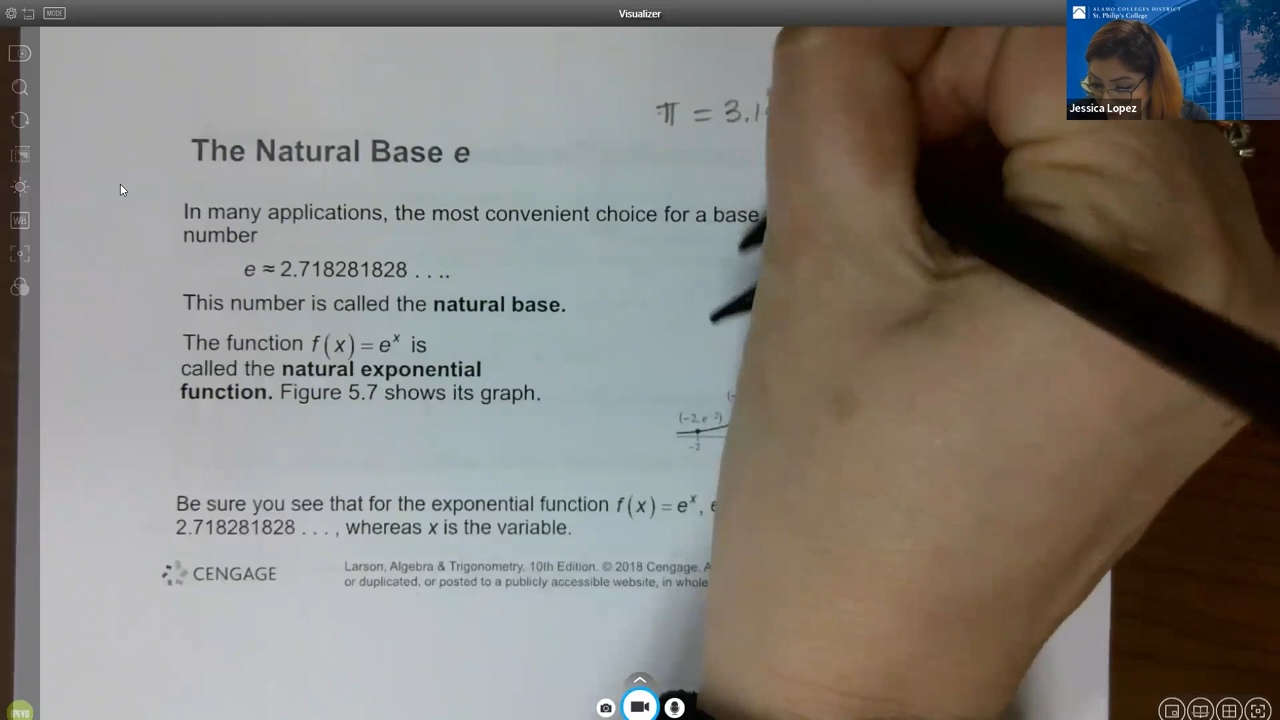 MODE
Visualizer
ALAMO COLLEGES DISTRICT
St. Philip's College
Jessica Lopez
π = 3.1
The Natural Base e
In many applications, the most convenient choice for a base
number
e ≈ 2.718281828 . . ..
This number is called the natural base.
The function f(x) = eˣ is
called the natural exponential
function. Figure 5.7 shows its graph.
(-2, e⁻²)
-2
Be sure you see that for the exponential function f(x) = eˣ, e
2.718281828 . . . , whereas x is the variable.
CENGAGE
Larson, Algebra & Trigonometry, 10th Edition. © 2018 Cengage. A
or duplicated, or posted to a publicly accessible website, in whole
WB